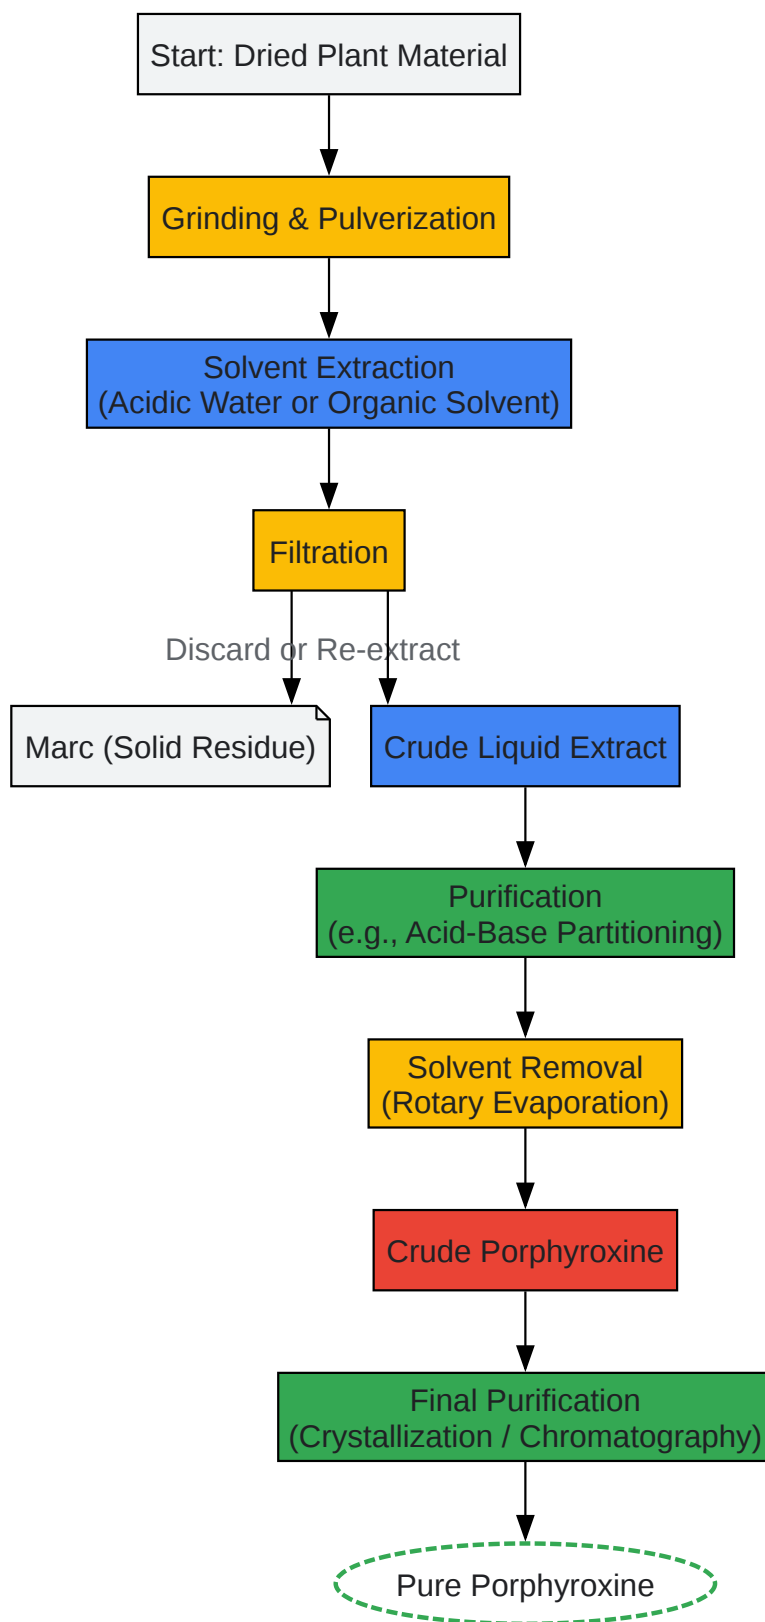 Start: Dried Plant Material
Grinding & Pulverization
Solvent Extraction
(Acidic Water or Organic Solvent)
Filtration
Discard or Re-extract
Marc (Solid Residue)
Crude Liquid Extract
Purification
(e.g., Acid-Base Partitioning)
Solvent Removal
(Rotary Evaporation)
Crude Porphyroxine
Final Purification
(Crystallization / Chromatography)
Pure Porphyroxine